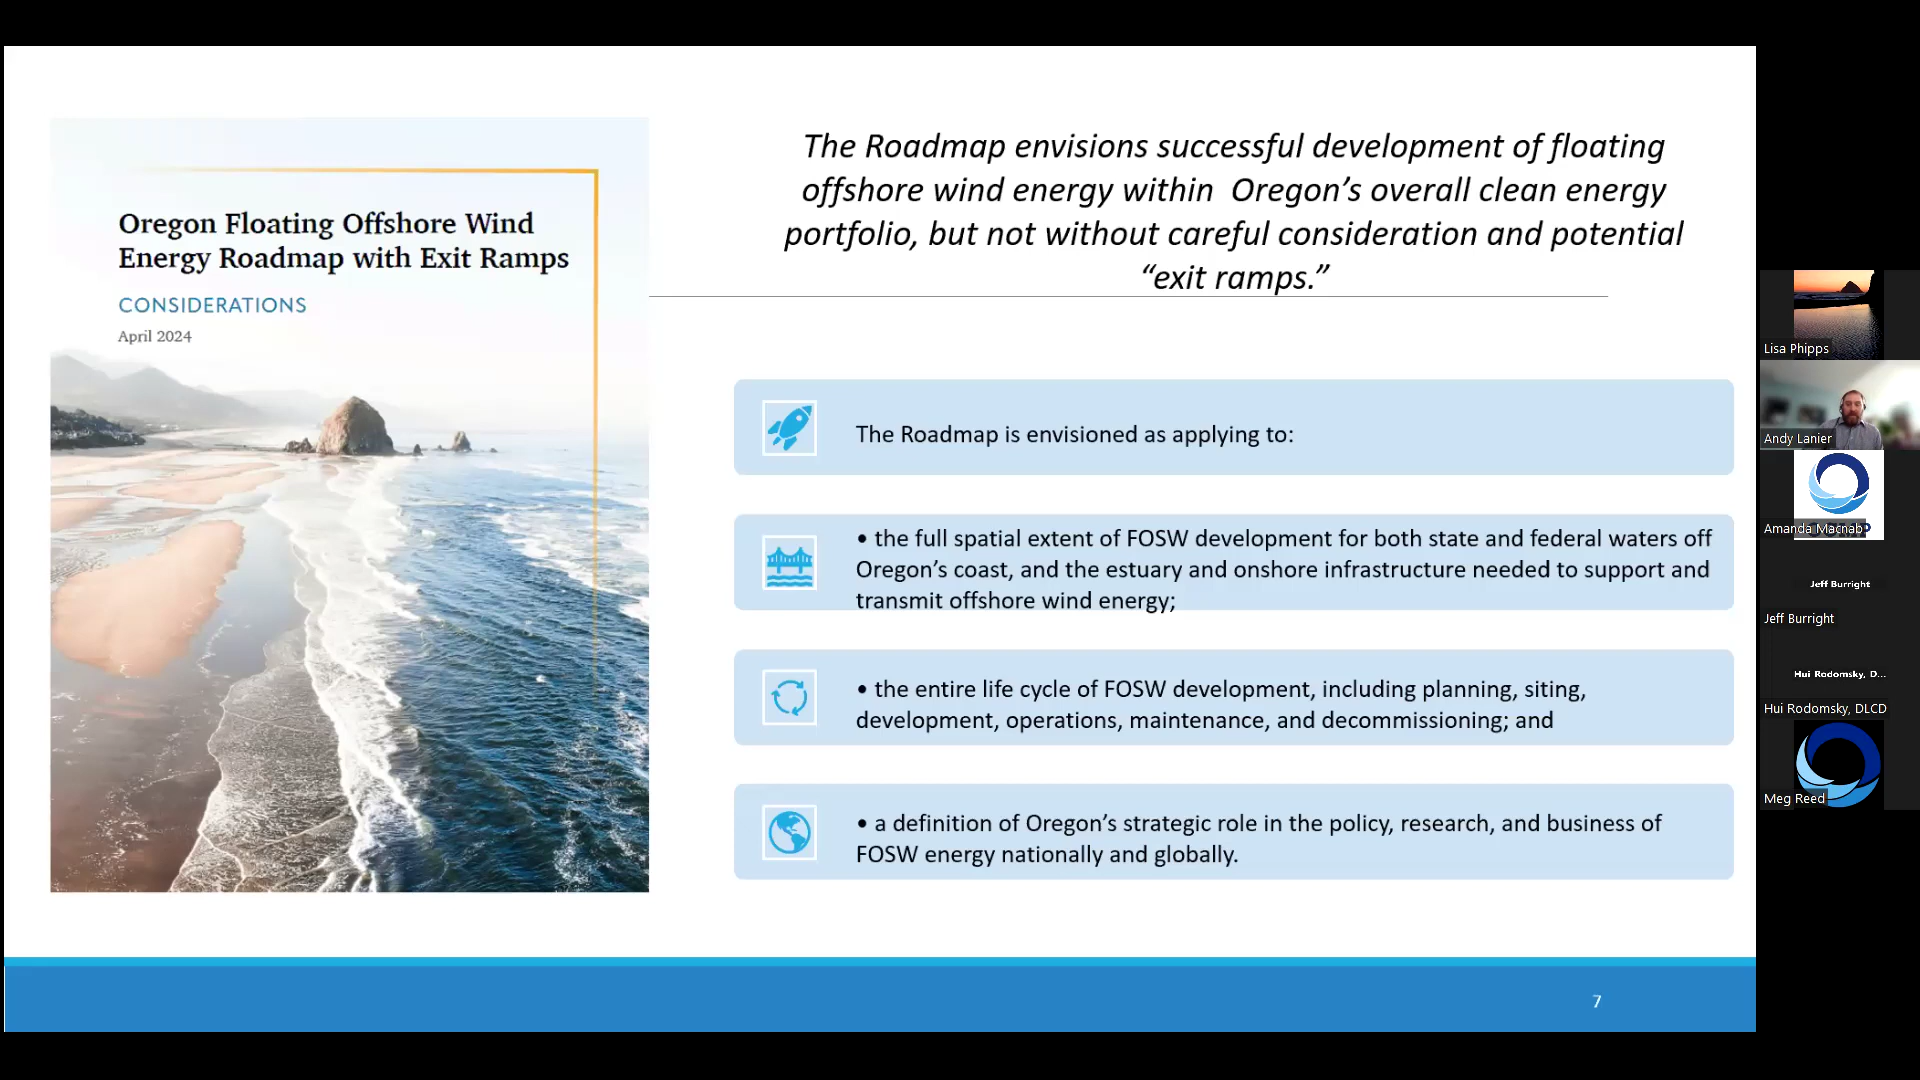 Oregon Floating Offshore Wind
Energy Roadmap with Exit Ramps
CONSIDERATIONS
April 2024
The Roadmap envisions successful development of floating
offshore wind energy within  Oregon’s overall clean energy
portfolio, but not without careful consideration and potential
“exit ramps.”
The Roadmap is envisioned as applying to:
• the full spatial extent of FOSW development for both state and federal waters off
Oregon’s coast, and the estuary and onshore infrastructure needed to support and
transmit offshore wind energy;
• the entire life cycle of FOSW development, including planning, siting,
development, operations, maintenance, and decommissioning; and
• a definition of Oregon’s strategic role in the policy, research, and business of
FOSW energy nationally and globally.
7
Lisa Phipps
Andy Lanier
Amanda Macnab
Jeff Burright
Jeff Burright
Hui Rodomsky, D...
Hui Rodomsky, DLCD
Meg Reed